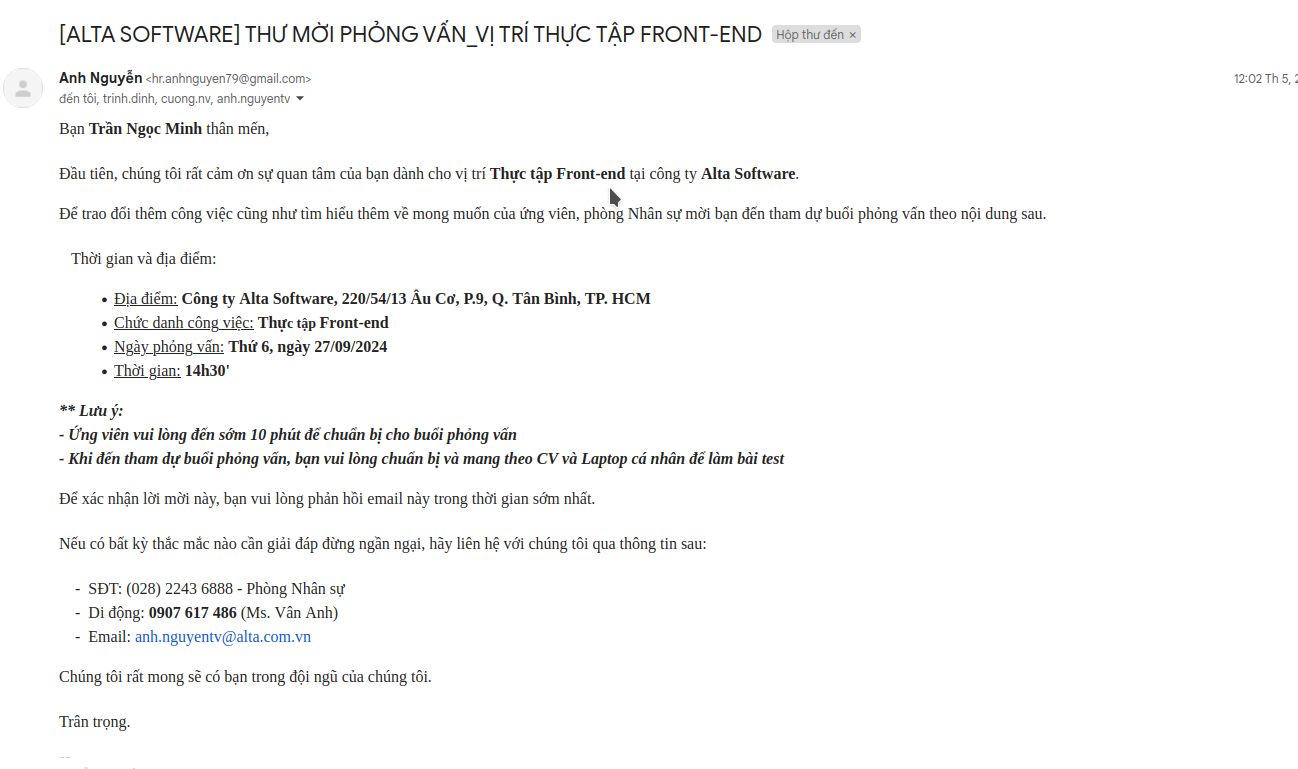 [ALTA SOFTWARE] THƯ MỜI PHỎNG VẤN_VỊ TRÍ THỰC TẬP FRONT-END Hộp thư đến ×
Anh Nguyễn <hr.anhnguyen79@gmail.com> 12:02 Th 5,
đến tôi, trinh.dinh, cuong.nv, anh.nguyentv
Bạn Trần Ngọc Minh thân mến,
Đầu tiên, chúng tôi rất cảm ơn sự quan tâm của bạn dành cho vị trí Thực tập Front-end tại công ty Alta Software.
Để trao đổi thêm công việc cũng như tìm hiểu thêm về mong muốn của ứng viên, phòng Nhân sự mời bạn đến tham dự buổi phỏng vấn theo nội dung sau.
Thời gian và địa điểm:
• Địa điểm: Công ty Alta Software, 220/54/13 Âu Cơ, P.9, Q. Tân Bình, TP. HCM
• Chức danh công việc: Thực tập Front-end
• Ngày phỏng vấn: Thứ 6, ngày 27/09/2024
• Thời gian: 14h30'
** Lưu ý:
- Ứng viên vui lòng đến sớm 10 phút để chuẩn bị cho buổi phỏng vấn
- Khi đến tham dự buổi phỏng vấn, bạn vui lòng chuẩn bị và mang theo CV và Laptop cá nhân để làm bài test
Để xác nhận lời mời này, bạn vui lòng phản hồi email này trong thời gian sớm nhất.
Nếu có bất kỳ thắc mắc nào cần giải đáp đừng ngần ngại, hãy liên hệ với chúng tôi qua thông tin sau:
- SĐT: (028) 2243 6888 - Phòng Nhân sự
- Di động: 0907 617 486 (Ms. Vân Anh)
- Email: anh.nguyentv@alta.com.vn
Chúng tôi rất mong sẽ có bạn trong đội ngũ của chúng tôi.
Trân trọng.
--